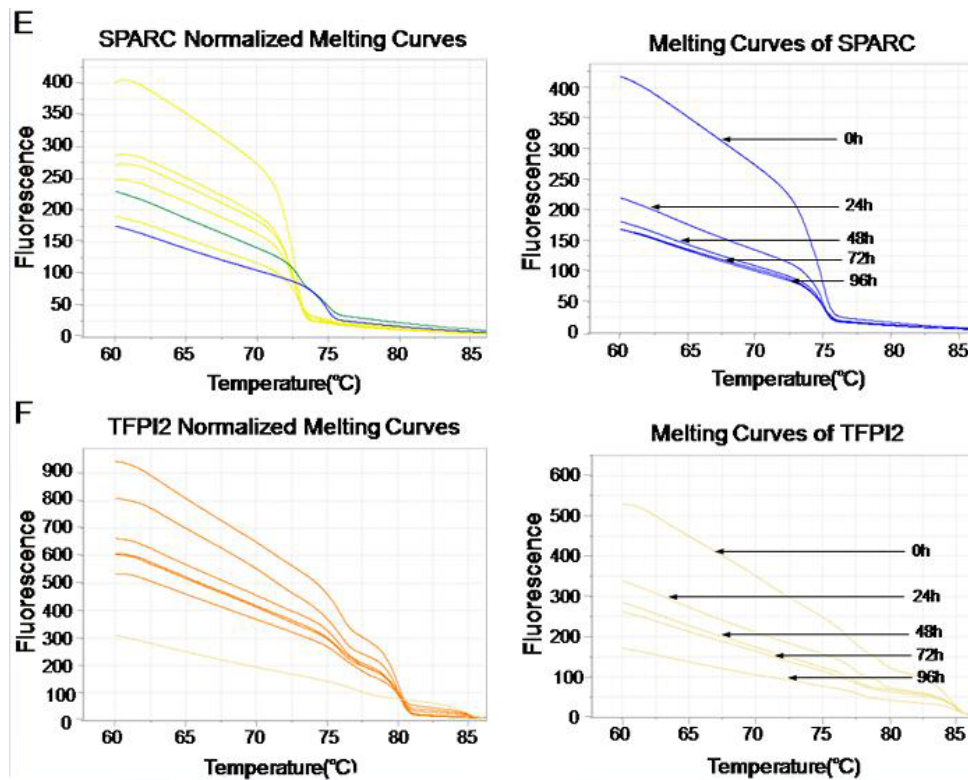 E
SPARC Normalized Melting Curves
Fluorescence
400
350
300
250
200
150
100
50
0
60 65 70 75 80 85
Temperature(°C)
Melting Curves of SPARC
Fluorescence
400
350
300
250
200
150
100
50
0
0h
24h
48h
72h
96h
60 65 70 75 80 85
Temperature(°C)
F
TFPI2 Normalized Melting Curves
Fluorescence
900
800
700
600
500
400
300
200
100
0
60 65 70 75 80 85
Temperature(°C)
Melting Curves of TFPI2
Fluorescence
600
500
400
300
200
100
0
0h
24h
48h
72h
96h
60 65 70 75 80 85
Temperature(°C)